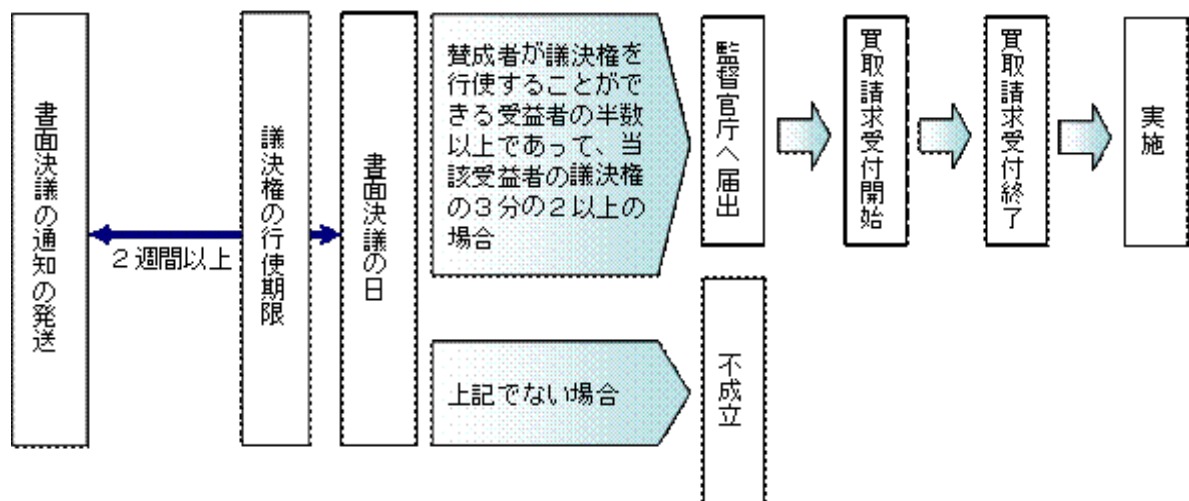 書面決議の通知の発送
2週間以上
議決権の行使期限
書面決議の日
賛成者が議決権を
行使することがで
きる受益者の半数
以上であって、当
該受益者の議決権
の3分の2以上の
場合
監督官庁へ届出
買取請求受付開始
買取請求受付終了
実施
上記でない場合
不成立